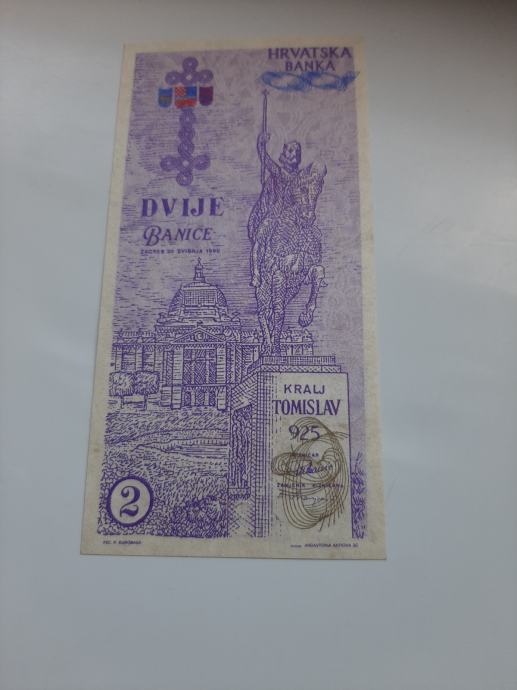 HRVATSKA
BANKA
DVIJE
BANICE
ZAGREB 30 SVIBNJA 1990
KRALJ
TOMISLAV
925
2